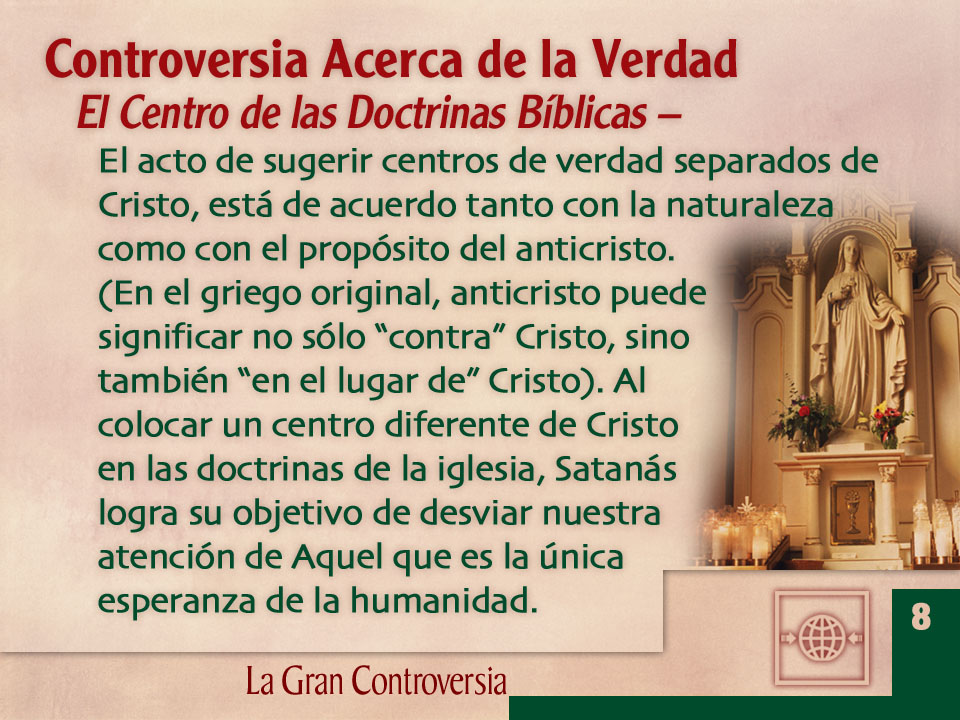 Controversia Acerca de la Verdad
El Centro de las Doctrinas Bíblicas –
El acto de sugerir centros de verdad separados de
Cristo, está de acuerdo tanto con la naturaleza
como con el propósito del anticristo.
(En el griego original, anticristo puede
significar no sólo “contra” Cristo, sino
también “en el lugar de” Cristo). Al
colocar un centro diferente de Cristo
en las doctrinas de la iglesia, Satanás
logra su objetivo de desviar nuestra
atención de Aquel que es la única
esperanza de la humanidad.
8
La Gran Controversia